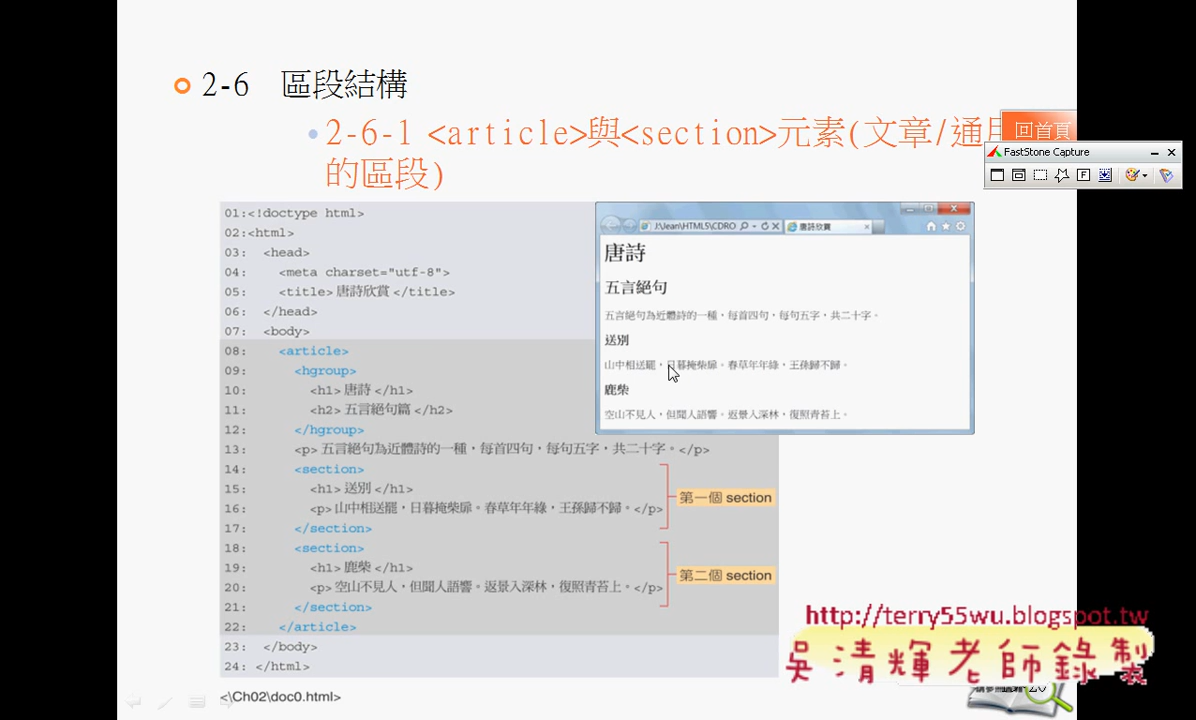 2-6 區段結構
2-6-1 <article>與<section>元素(文章/通用
的區段)
回首頁
FastStone Capture
01:<!doctype html>
02:<html>
03: <head>
04: <meta charset="utf-8">
05: <title>唐詩欣賞</title>
06: </head>
07: <body>
08: <article>
09: <hgroup>
10: <h1>唐詩</h1>
11: <h2>五言絕句篇</h2>
12: </hgroup>
13: <p>五言絕句為近體詩的一種，每首四句，每句五字，共二十字。</p>
14: <section>
15: <h1>送別</h1>
16: <p>山中相送罷，日暮掩柴扉。春草年年綠，王孫歸不歸。</p>
17: </section>
18: <section>
19: <h1>鹿柴</h1>
20: <p>空山不見人，但聞人語響。返景入深林，復照青苔上。</p>
21: </section>
22: </article>
23: </body>
24: </html>
第一個 section
第二個 section
J:\Jean\HTML5\CDRO
唐詩欣賞
唐詩
五言絕句
五言絕句為近體詩的一種，每首四句，每句五字，共二十字。
送別
山中相送罷，日暮掩柴扉。春草年年綠，王孫歸不歸。
鹿柴
空山不見人，但聞人語響。返景入深林，復照青苔上。
<\Ch02\doc0.html>
http://terry55wu.blogspot.tw
吳清輝老師錄製